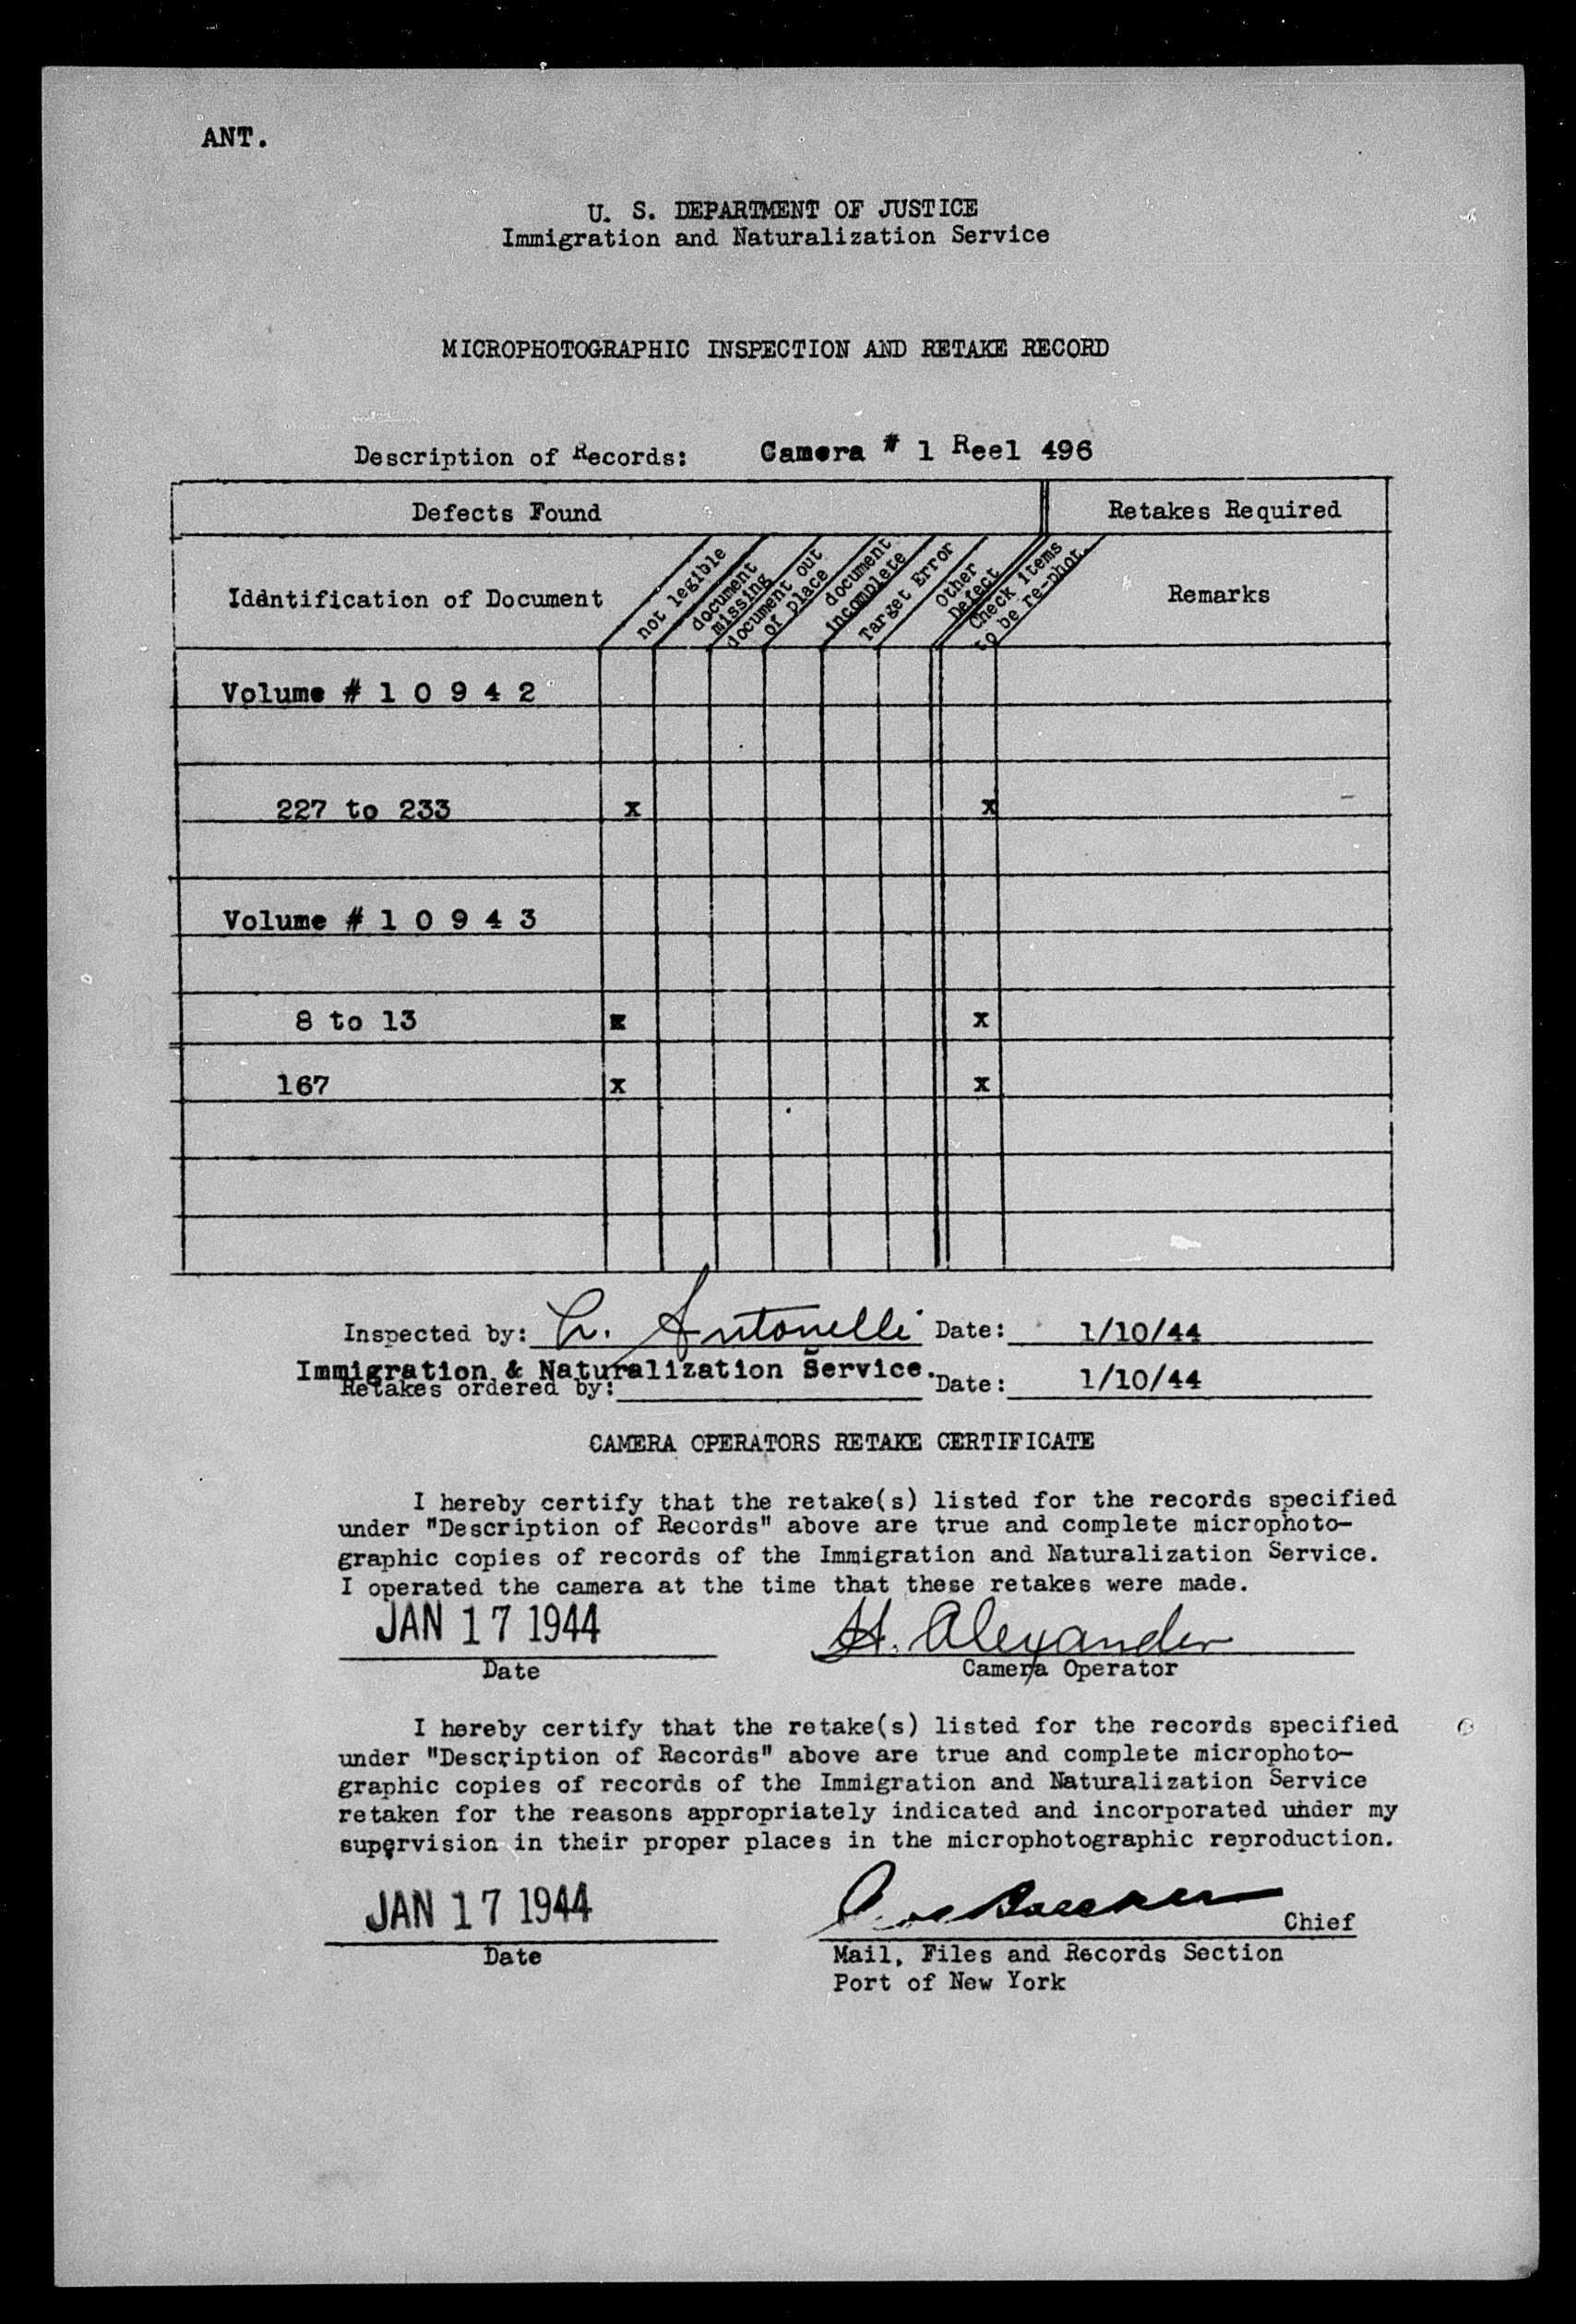 ANT.
U. S. DEPARTMENT OF JUSTICE
Immigration and Naturalization Service
MICROPHOTOGRAPHIC INSPECTION AND RETAKE RECORD
Description of Records: Camera # 1 Reel 496
Defects Found Retakes Required
Iddntification of Document
not legible
document missing
document out of place
document incomplete
Target Error
Other Defect
Check items to be re-phot.
Remarks
Volume # 1 0 9 4 2
227 to 233 x x
Volume # 1 0 9 4 3
8 to 13 x x
167 x x
Inspected by: Antonelli Date: 1/10/44
Immigration & Naturalization Service.
Retakes ordered by: Date: 1/10/44
CAMERA OPERATORS RETAKE CERTIFICATE
I hereby certify that the retake(s) listed for the records specified
under "Description of Records" above are true and complete microphoto-
graphic copies of records of the Immigration and Naturalization Service.
I operated the camera at the time that these retakes were made.
JAN 17 1944 H. Alexander
Date Camera Operator
I hereby certify that the retake(s) listed for the records specified
under "Description of Records" above are true and complete microphoto-
graphic copies of records of the Immigration and Naturalization Service
retaken for the reasons appropriately indicated and incorporated under my
supervision in their proper places in the microphotographic reproduction.
JAN 17 1944 Chief
Date Mail, Files and Records Section
Port of New York